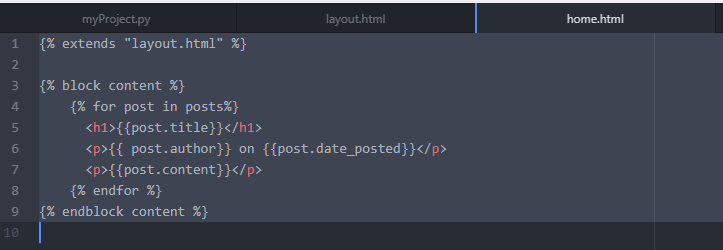 myProject.py layout.html home.html
1 {% extends "layout.html" %}
2
3 {% block content %}
4     {% for post in posts%}
5       <h1>{{post.title}}</h1>
6       <p>{{ post.author}} on {{post.date_posted}}</p>
7       <p>{{post.content}}</p>
8     {% endfor %}
9 {% endblock content %}
10